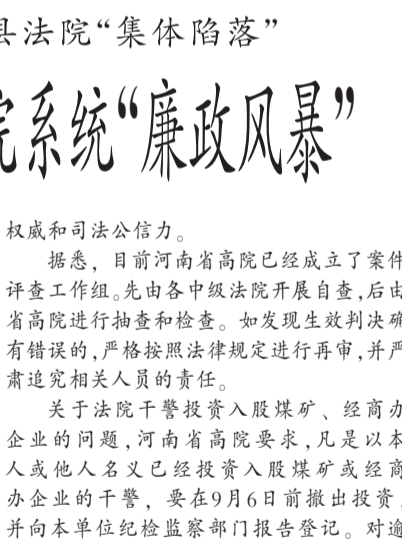 县法院“集体陷落”
院系统“廉政风暴”
权威和司法公信力。
据悉，目前河南省高院已经成立了案件
评查工作组。先由各中级法院开展自查，后由
省高院进行抽查和检查。如发现生效判决确
有错误的，严格按照法律规定进行再审，并严
肃追究相关人员的责任。
关于法院干警投资入股煤矿、经商办
企业的问题，河南省高院要求，凡是以本
人或他人名义已经投资入股煤矿或经商
办企业的干警，要在9月6日前撤出投资，
并向本单位纪检监察部门报告登记。对逾